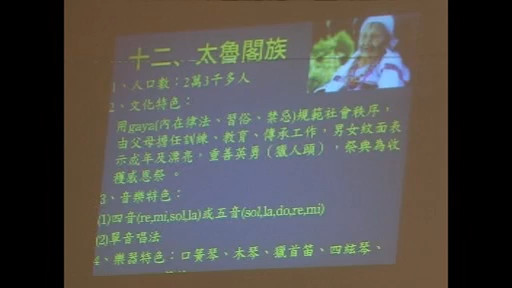 十二、太魯閣族
1、人口數：2萬3千多人
2、文化特色：
用gaya(內在律法、習俗、禁忌)規範社會秩序，
由父母擔任訓練、教育、傳承工作，男女紋面表
示成年及漂亮，重善英勇（獵人頭），祭典為收
穫感恩祭。
3、音樂特色：
(1)四音(re,mi,sol,la)或五音(sol,la,do,re,mi)
(2)單音唱法
樂器特色：口簧琴、木琴、獵首笛、四絃琴、